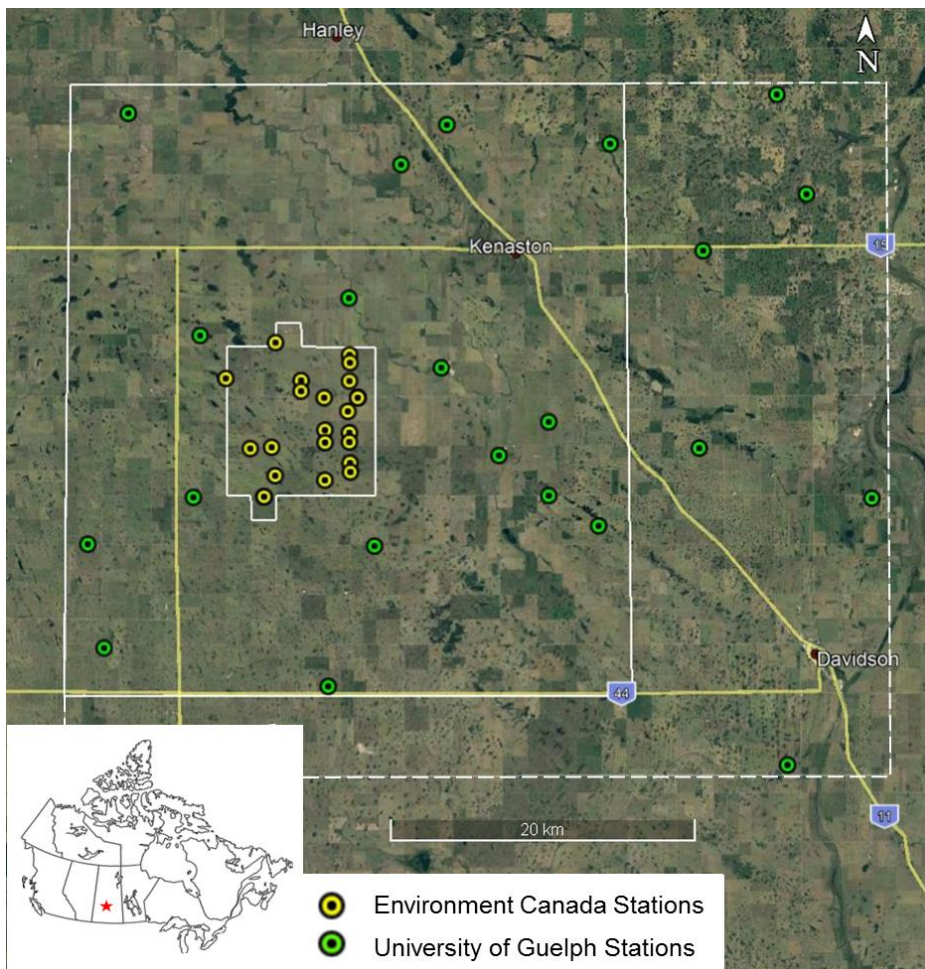 Hanley
N
Kenaston
15
Davidson
44
20 km
11
Environment Canada Stations
University of Guelph Stations